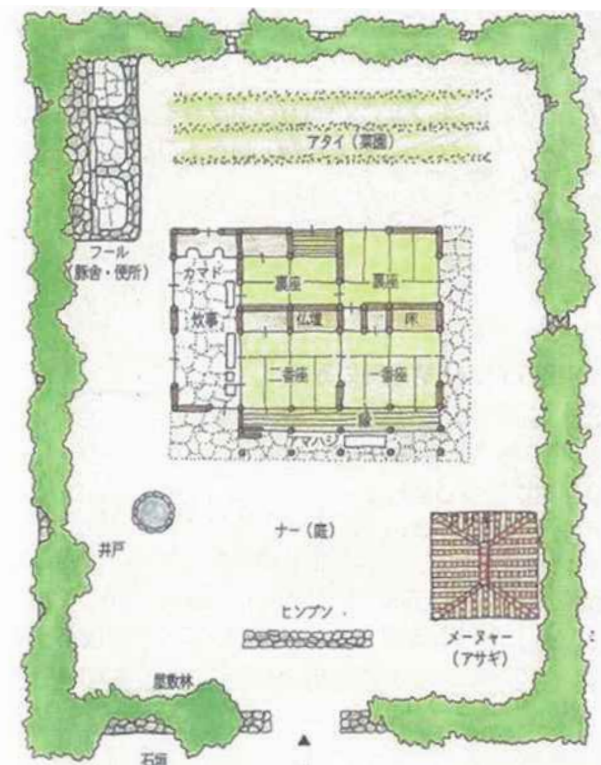 アタイ（菜園）
フール
（豚舎・便所）
カマド
裏座
裏座
炊事
仏壇
床
二番座
一番座
縁
アマハジ
井戸
ナー（庭）
ヒンプン
メーヌヤー
（アサギ）
屋敷林
石垣